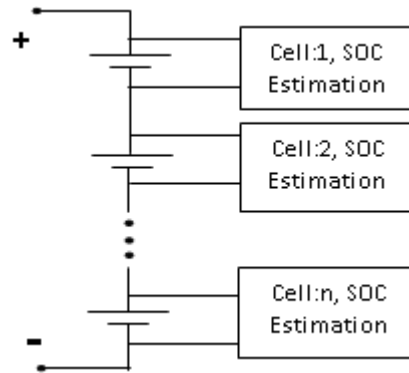 +
Cell:1, SOC
Estimation
Cell:2, SOC
Estimation
Cell:n, SOC
Estimation
-